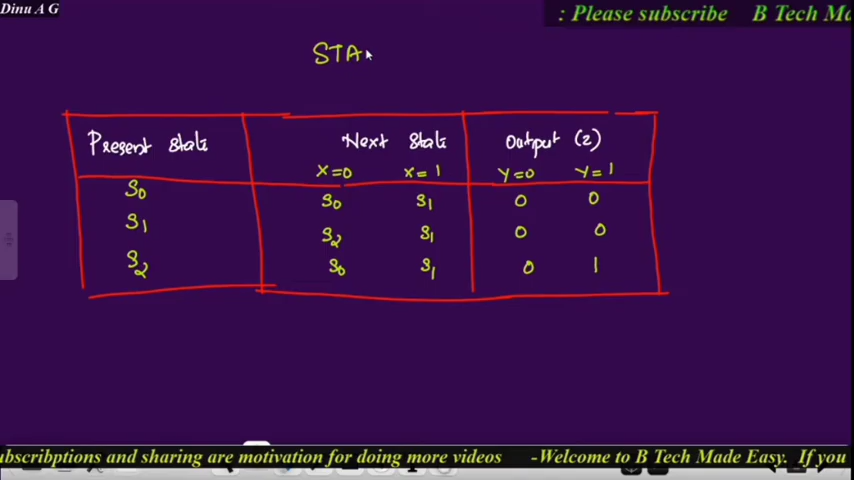 Dinu A G
: Please subscribe B Tech Ma
STA
Present State Next State Output (z)
X=0 X=1 Y=0 Y=1
S0 S0 S1 0 0
S1 S2 S1 0 0
S2 S0 S1 0 1
ubscribptions and sharing are motivation for doing more videos -Welcome to B Tech Made Easy. If you